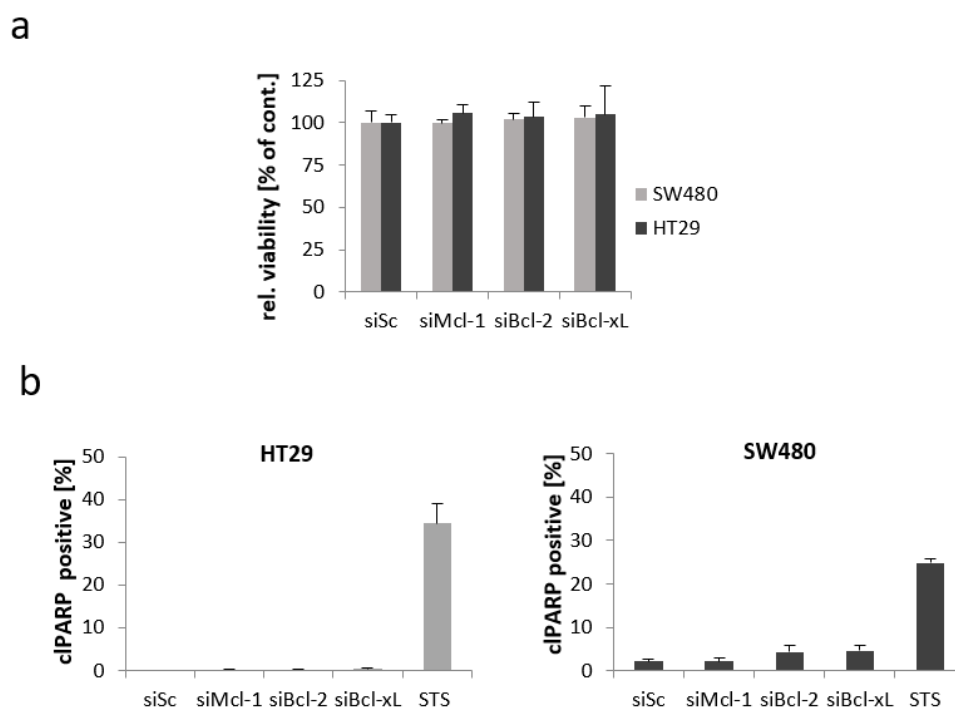 a
rel. viability [% of cont.]
125
100
75
50
25
0
siSc siMcl-1 siBcl-2 siBcl-xL
SW480
HT29
b
HT29
clPARP positive [%]
50
40
30
20
10
0
siSc siMcl-1 siBcl-2 siBcl-xL STS
SW480
clPARP positive [%]
50
40
30
20
10
0
siSc siMcl-1 siBcl-2 siBcl-xL STS